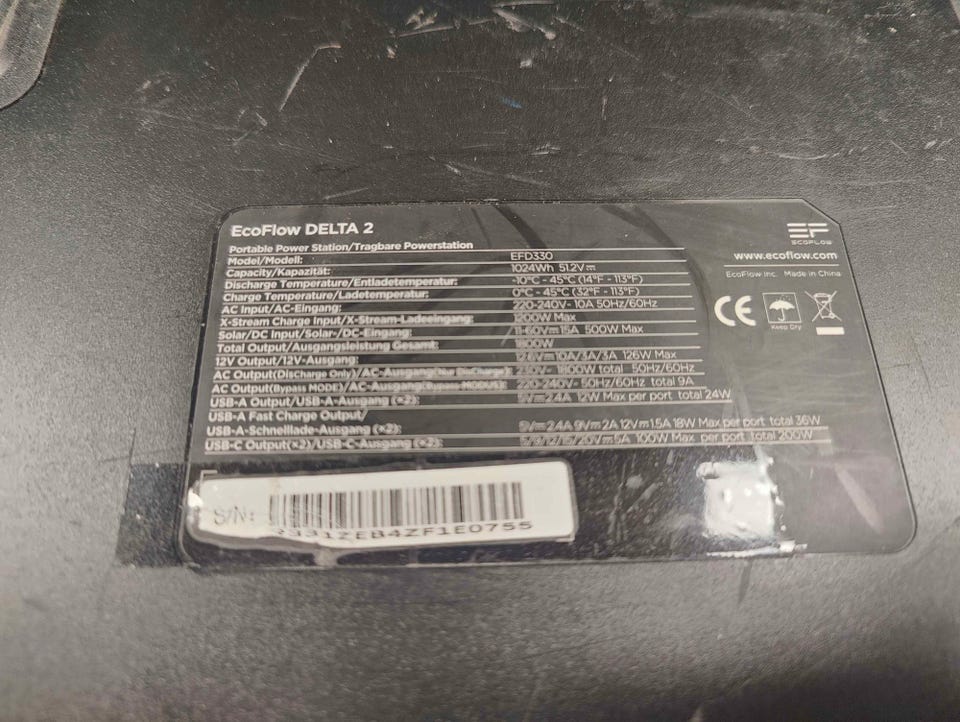 EcoFlow DELTA 2
EF
ECOFLOW
Portable Power Station/Tragbare Powerstation
www.ecoflow.com
Model/Modell: EFD330
Capacity/Kapazität: 1024Wh 51.2V⎓
EcoFlow Inc. Made in China
Discharge Temperature/Entladetemperatur: -10°C - 45°C (14°F - 113°F)
Charge Temperature/Ladetemperatur: 0°C - 45°C (32°F - 113°F)
AC Input/AC-Eingang: 220-240V~ 10A 50Hz/60Hz
X-Stream Charge Input/X-Stream-Ladeeingang: 1200W Max
Solar/DC Input/Solar-/DC-Eingang: 11-60V⎓15A 500W Max
CE
Keep Dry
Total Output/Ausgangsleistung Gesamt: 1800W
12V Output/12V-Ausgang: 12.6V⎓10A/3A/3A 126W Max
AC Output(Discharge Only)/AC-Ausgang(Nur Discharge): 230V~ 1800W total 50Hz/60Hz
AC Output(Bypass MODE)/AC-Ausgang(Bypass-MODUS): 220-240V~ 50Hz/60Hz total 9A
USB-A Output/USB-A-Ausgang (×2): 5V⎓2.4A 12W Max per port total 24W
USB-A Fast Charge Output/
USB-A-Schnelllade-Ausgang (×2): 5V⎓2.4A 9V⎓2A 12V⎓1.5A 18W Max per port total 36W
USB-C Output(×2)/USB-C-Ausgang (×2): 5/9/12/15/20V⎓5A 100W Max per port total 200W
S/N:
R331ZEB4ZF1E0755